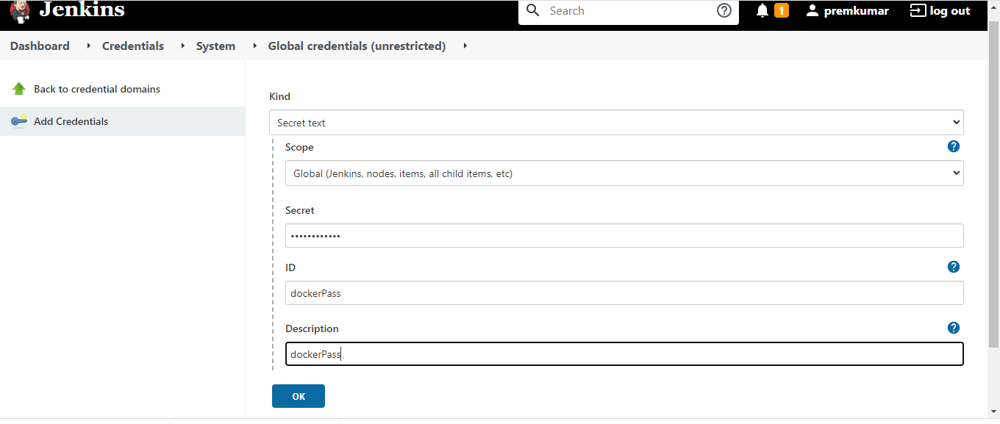 Jenkins
Search
1
premkumar
log out
Dashboard
Credentials
System
Global credentials (unrestricted)
Back to credential domains
Add Credentials
Kind
Secret text
Scope
Global (Jenkins, nodes, items, all child items, etc)
Secret
••••••••••••
ID
dockerPass
Description
dockerPass
OK